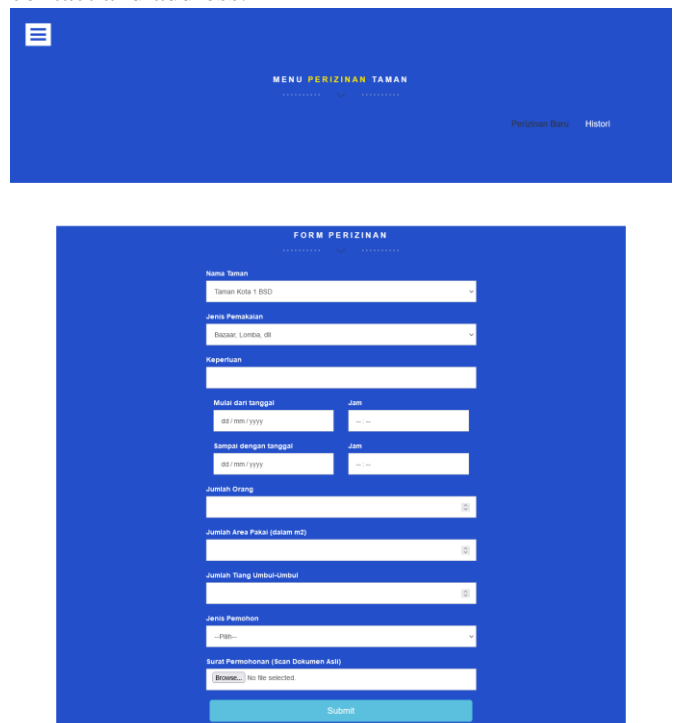 MENU PERIZINAN TAMAN
Perizinan Baru Histori
FORM PERIZINAN
Nama Taman
Taman Kota 1 BSD
Jenis Pemakaian
Bazaar, Lomba, dll
Keperluan
Mulai dari tanggal Jam
dd / mm / yyyy -- : --
Sampai dengan tanggal Jam
dd / mm / yyyy -- : --
Jumlah Orang
Jumlah Area Pakai (dalam m2)
Jumlah Tiang Umbul-Umbul
Jenis Pemohon
--Pilih--
Surat Permohonan (Scan Dokumen Asli)
Browse... No file selected.
Submit